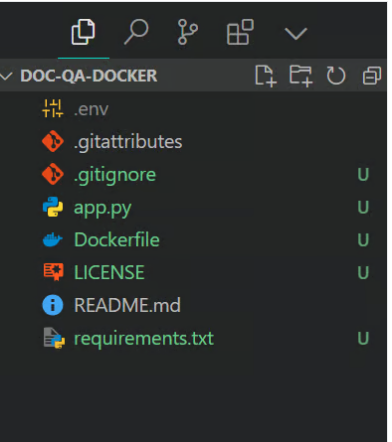 DOC-QA-DOCKER
.env
.gitattributes
.gitignore U
app.py U
Dockerfile U
LICENSE U
README.md
requirements.txt U